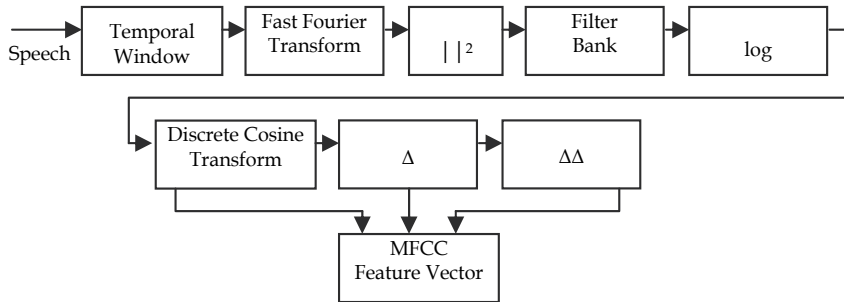 Speech
Temporal
Window
Fast Fourier
Transform
| |²
Filter
Bank
log
Discrete Cosine
Transform
Δ
ΔΔ
MFCC
Feature Vector